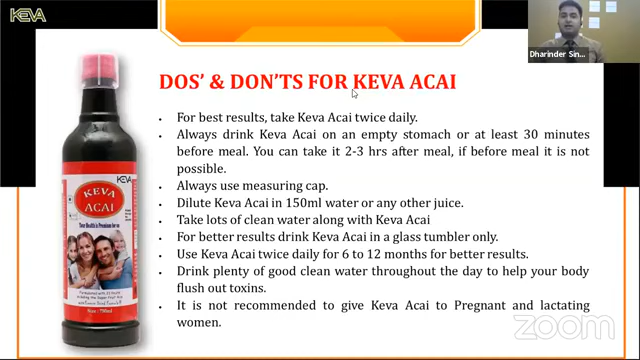 KEVA
Dharinder Sin...
DOS’ & DON’TS FOR KEVA ACAI
• For best results, take Keva Acai twice daily.
• Always drink Keva Acai on an empty stomach or at least 30 minutes
before meal. You can take it 2-3 hrs after meal, if before meal it is not
possible.
• Always use measuring cap.
• Dilute Keva Acai in 150ml water or any other juice.
• Take lots of clean water along with Keva Acai
• For better results drink Keva Acai in a glass tumbler only.
• Use Keva Acai twice daily for 6 to 12 months for better results.
• Drink plenty of good clean water throughout the day to help your body
flush out toxins.
• It is not recommended to give Keva Acai to Pregnant and lactating
women.
KEVA
KEVA
ACAI
Your Health is Premium for us
zoom